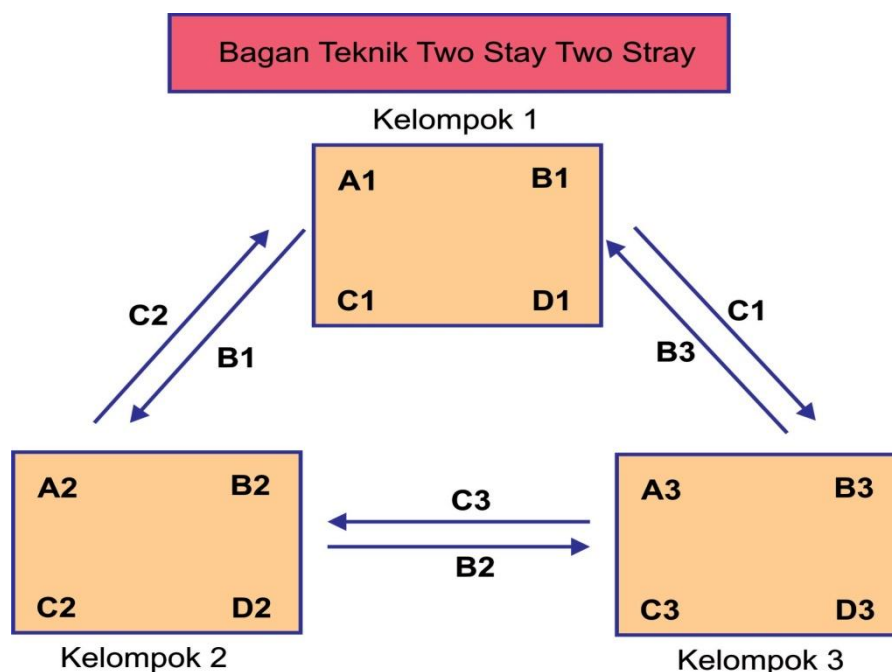 Bagan Teknik Two Stay Two Stray
Kelompok 1
A1 B1
C1 D1
C2
B1
C1
B3
A2 B2
C2 D2
Kelompok 2
C3
B2
A3 B3
C3 D3
Kelompok 3